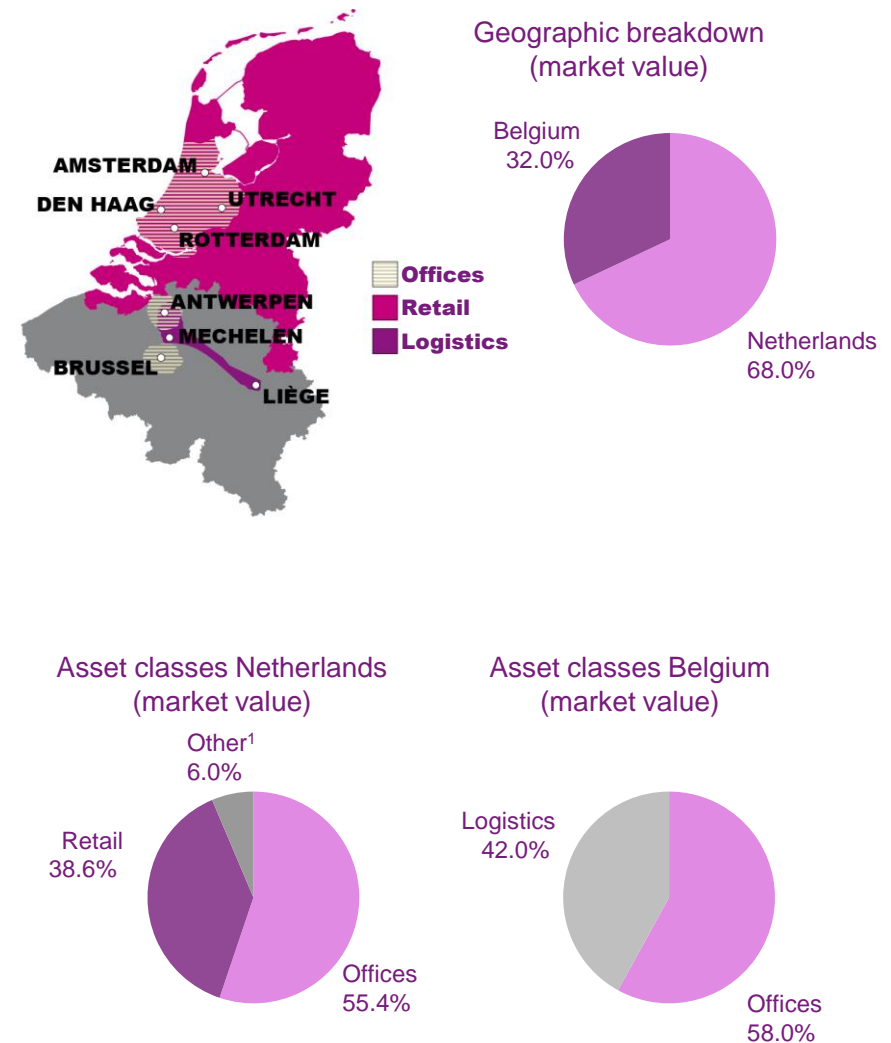 Geographic breakdown
(market value)
Belgium
32.0%
Netherlands
68.0%
AMSTERDAM
DEN HAAG
UTRECHT
ROTTERDAM
ANTWERPEN
MECHELEN
BRUSSEL
LIÈGE
Offices
Retail
Logistics
Asset classes Netherlands
(market value)
Other¹
6.0%
Retail
38.6%
Offices
55.4%
Asset classes Belgium
(market value)
Logistics
42.0%
Offices
58.0%